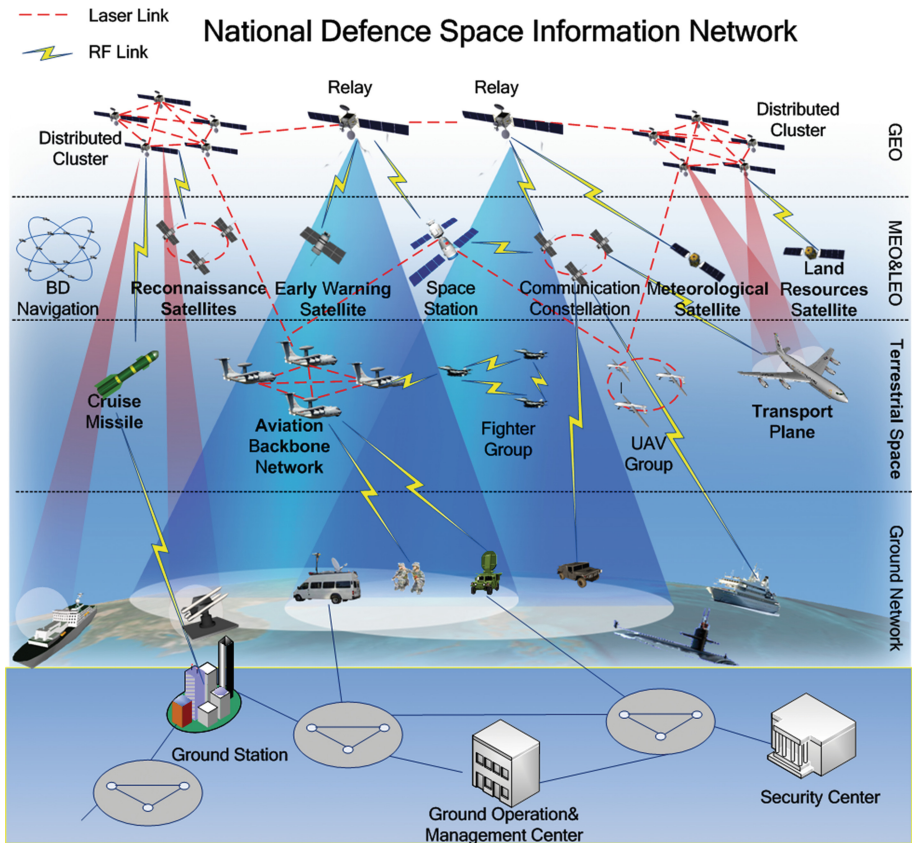 Laser Link
RF Link
National Defence Space Information Network
Relay
Relay
Distributed
Cluster
Distributed
Cluster
GEO
BD
Navigation
Reconnaissance
Satellites
Early Warning
Satellite
Space
Station
Communication
Constellation
Meteorological
Satellite
Land
Resources
Satellite
MEO&LEO
Cruise
Missile
Aviation
Backbone
Network
Fighter
Group
UAV
Group
Transport
Plane
Terrestrial Space
Ground Network
Ground Station
Ground Operation&
Management Center
Security Center